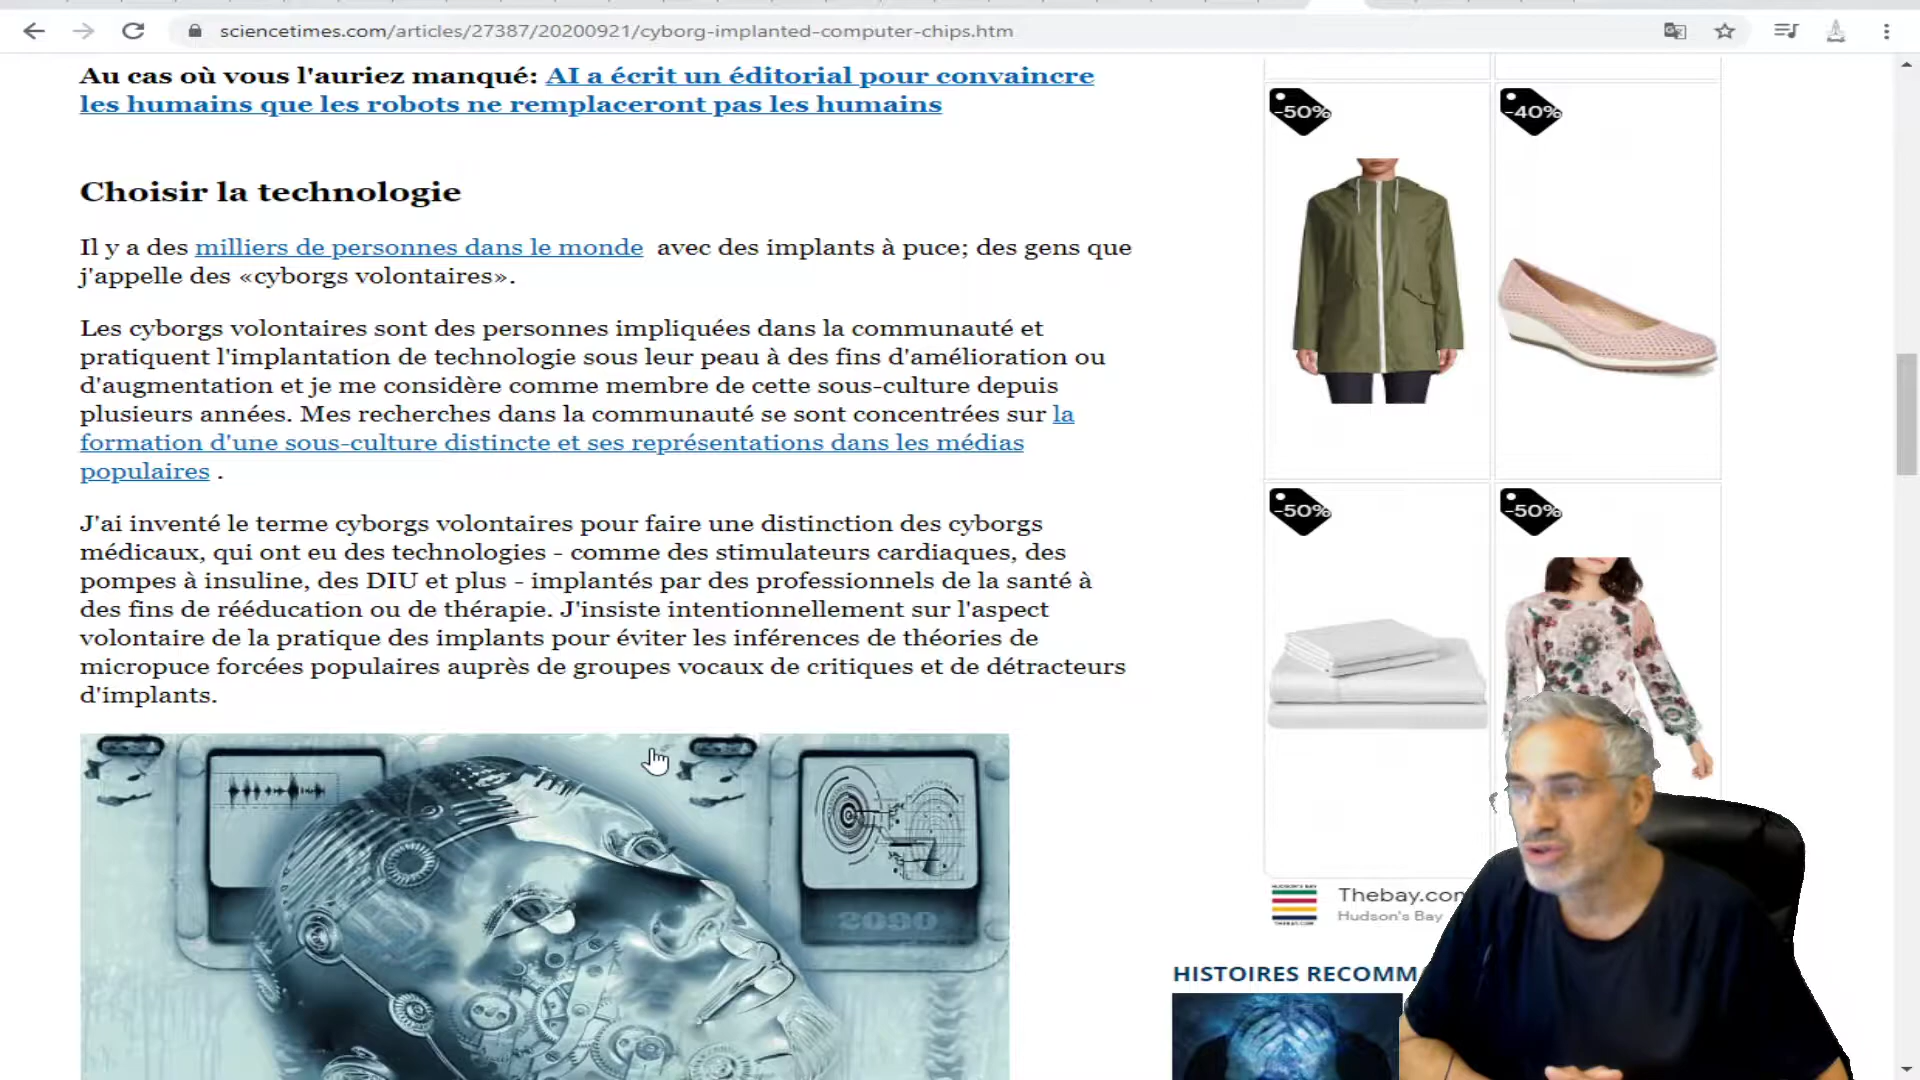 sciencetimes.com/articles/27387/20200921/cyborg-implanted-computer-chips.htm
Au cas où vous l'auriez manqué: AI a écrit un éditorial pour convaincre
les humains que les robots ne remplaceront pas les humains
Choisir la technologie
Il y a des milliers de personnes dans le monde avec des implants à puce; des gens que
j'appelle des «cyborgs volontaires».
Les cyborgs volontaires sont des personnes impliquées dans la communauté et
pratiquent l'implantation de technologie sous leur peau à des fins d'amélioration ou
d'augmentation et je me considère comme membre de cette sous-culture depuis
plusieurs années. Mes recherches dans la communauté se sont concentrées sur la
formation d'une sous-culture distincte et ses représentations dans les médias
populaires .
J'ai inventé le terme cyborgs volontaires pour faire une distinction des cyborgs
médicaux, qui ont eu des technologies - comme des stimulateurs cardiaques, des
pompes à insuline, des DIU et plus - implantés par des professionnels de la santé à
des fins de rééducation ou de thérapie. J'insiste intentionnellement sur l'aspect
volontaire de la pratique des implants pour éviter les inférences de théories de
micropuce forcées populaires auprès de groupes vocaux de critiques et de détracteurs
d'implants.
2090
-50%
-40%
-50%
-50%
Thebay.com
Hudson's Bay
HISTOIRES RECOMM